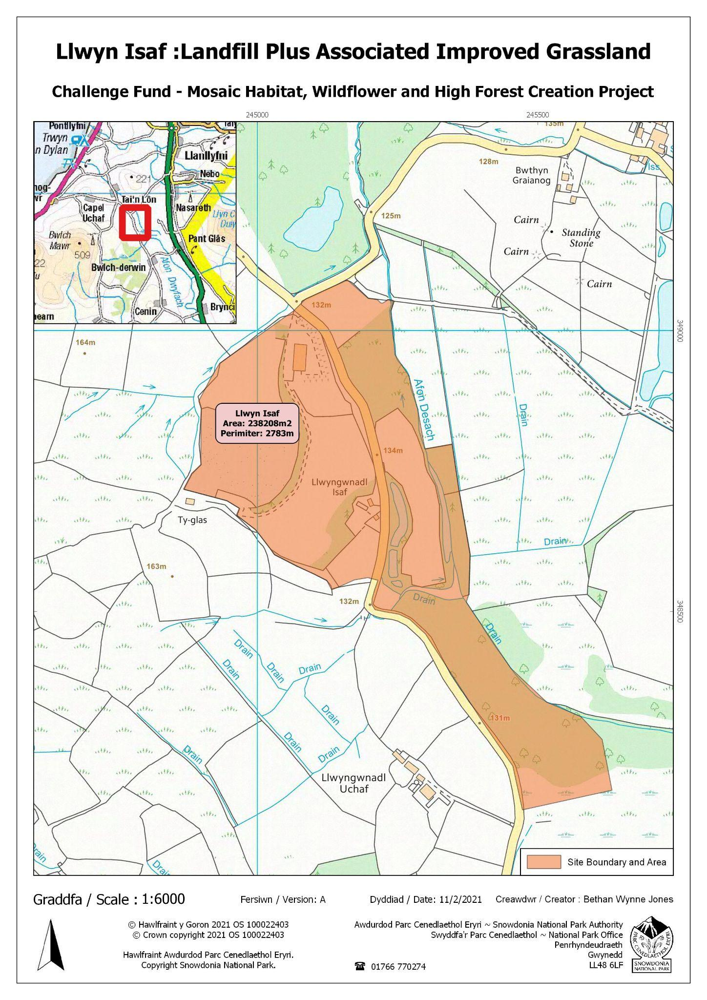 Llwyn Isaf :Landfill Plus Associated Improved Grassland
Challenge Fund - Mosaic Habitat, Wildflower and High Forest Creation Project
245000
245500
Pontllyfni
Trwyn
n Dylan
Llanllyfni
Nebo
221
Tai'n Lôn
Capel
Uchaf
Nasareth
Llyn C
Duly
Bwlch
Mawr
509
Pant Glâs
22
Bwlch-derwin
Afon Dwyfach
Cenin
Brynci
hearn
135m
128m
Bwthyn
Graianog
125m
Cairn
Standing
Stone
Cairn
Cairn
132m
349000
164m
Afon Desach
Drain
Llwyn Isaf
Area: 238208m2
Perimiter: 2783m
134m
Llwyngwnadl
Isaf
Ty-glas
Drain
163m
132m
Drain
348500
Drain
Drain
Drain
Drain
Drain
Drain
131m
Drain
Drain
Drain
Llwyngwnadl
Uchaf
Drain
Site Boundary and Area
Graddfa / Scale : 1:6000
Fersiwn / Version: A
Dyddiad / Date: 11/2/2021
Creawdwr / Creator : Bethan Wynne Jones
© Hawlfraint y Goron 2021 OS 100022403
© Crown copyright 2021 OS 100022403
Hawlfraint Awdurdod Parc Cenedlaethol Eryri.
Copyright Snowdonia National Park.
Awdurdod Parc Cenedlaethol Eryri ~ Snowdonia National Park Authority
Swyddfa'r Parc Cenedlaethol ~ National Park Office
Penrhyndeudraeth
Gwynedd
LL48 6LF
☎ 01766 770274
PARC CENEDLAETHOL ERYRI
SNOWDONIA
NATIONAL PARK